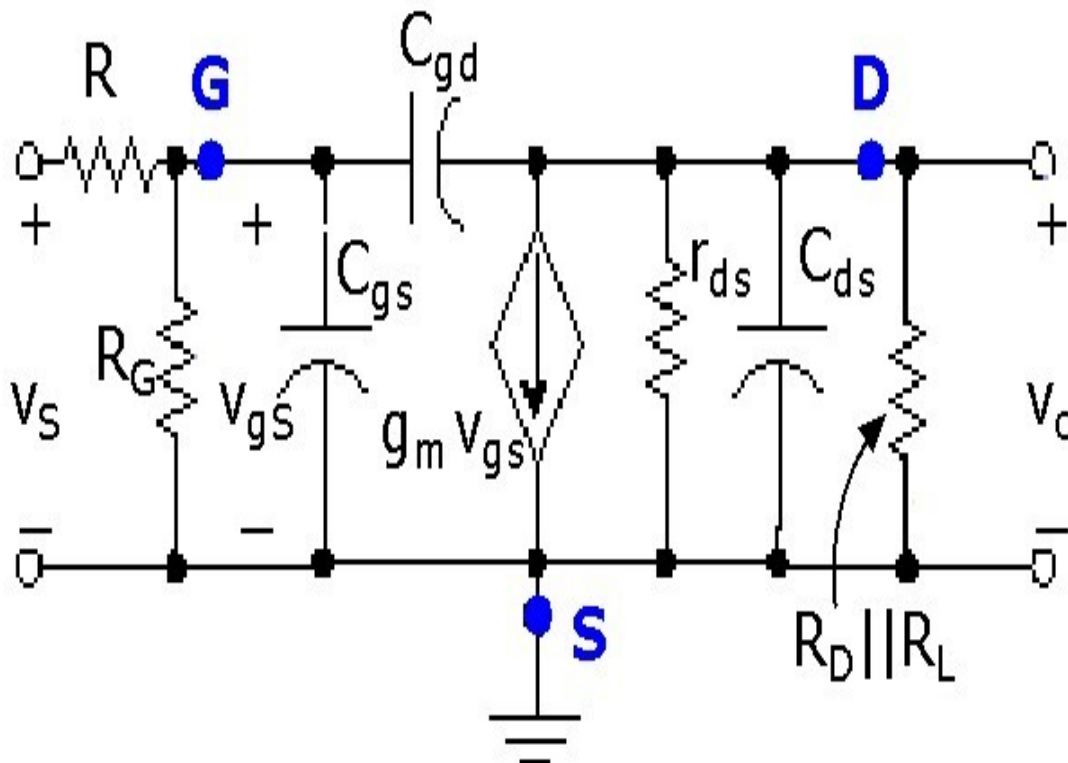 C_gd
R
G
D
+
+
+
C_gs
r_ds
C_ds
R_G
v_S
v_gS
g_m v_gs
v_o
−
−
−
S
R_D||R_L